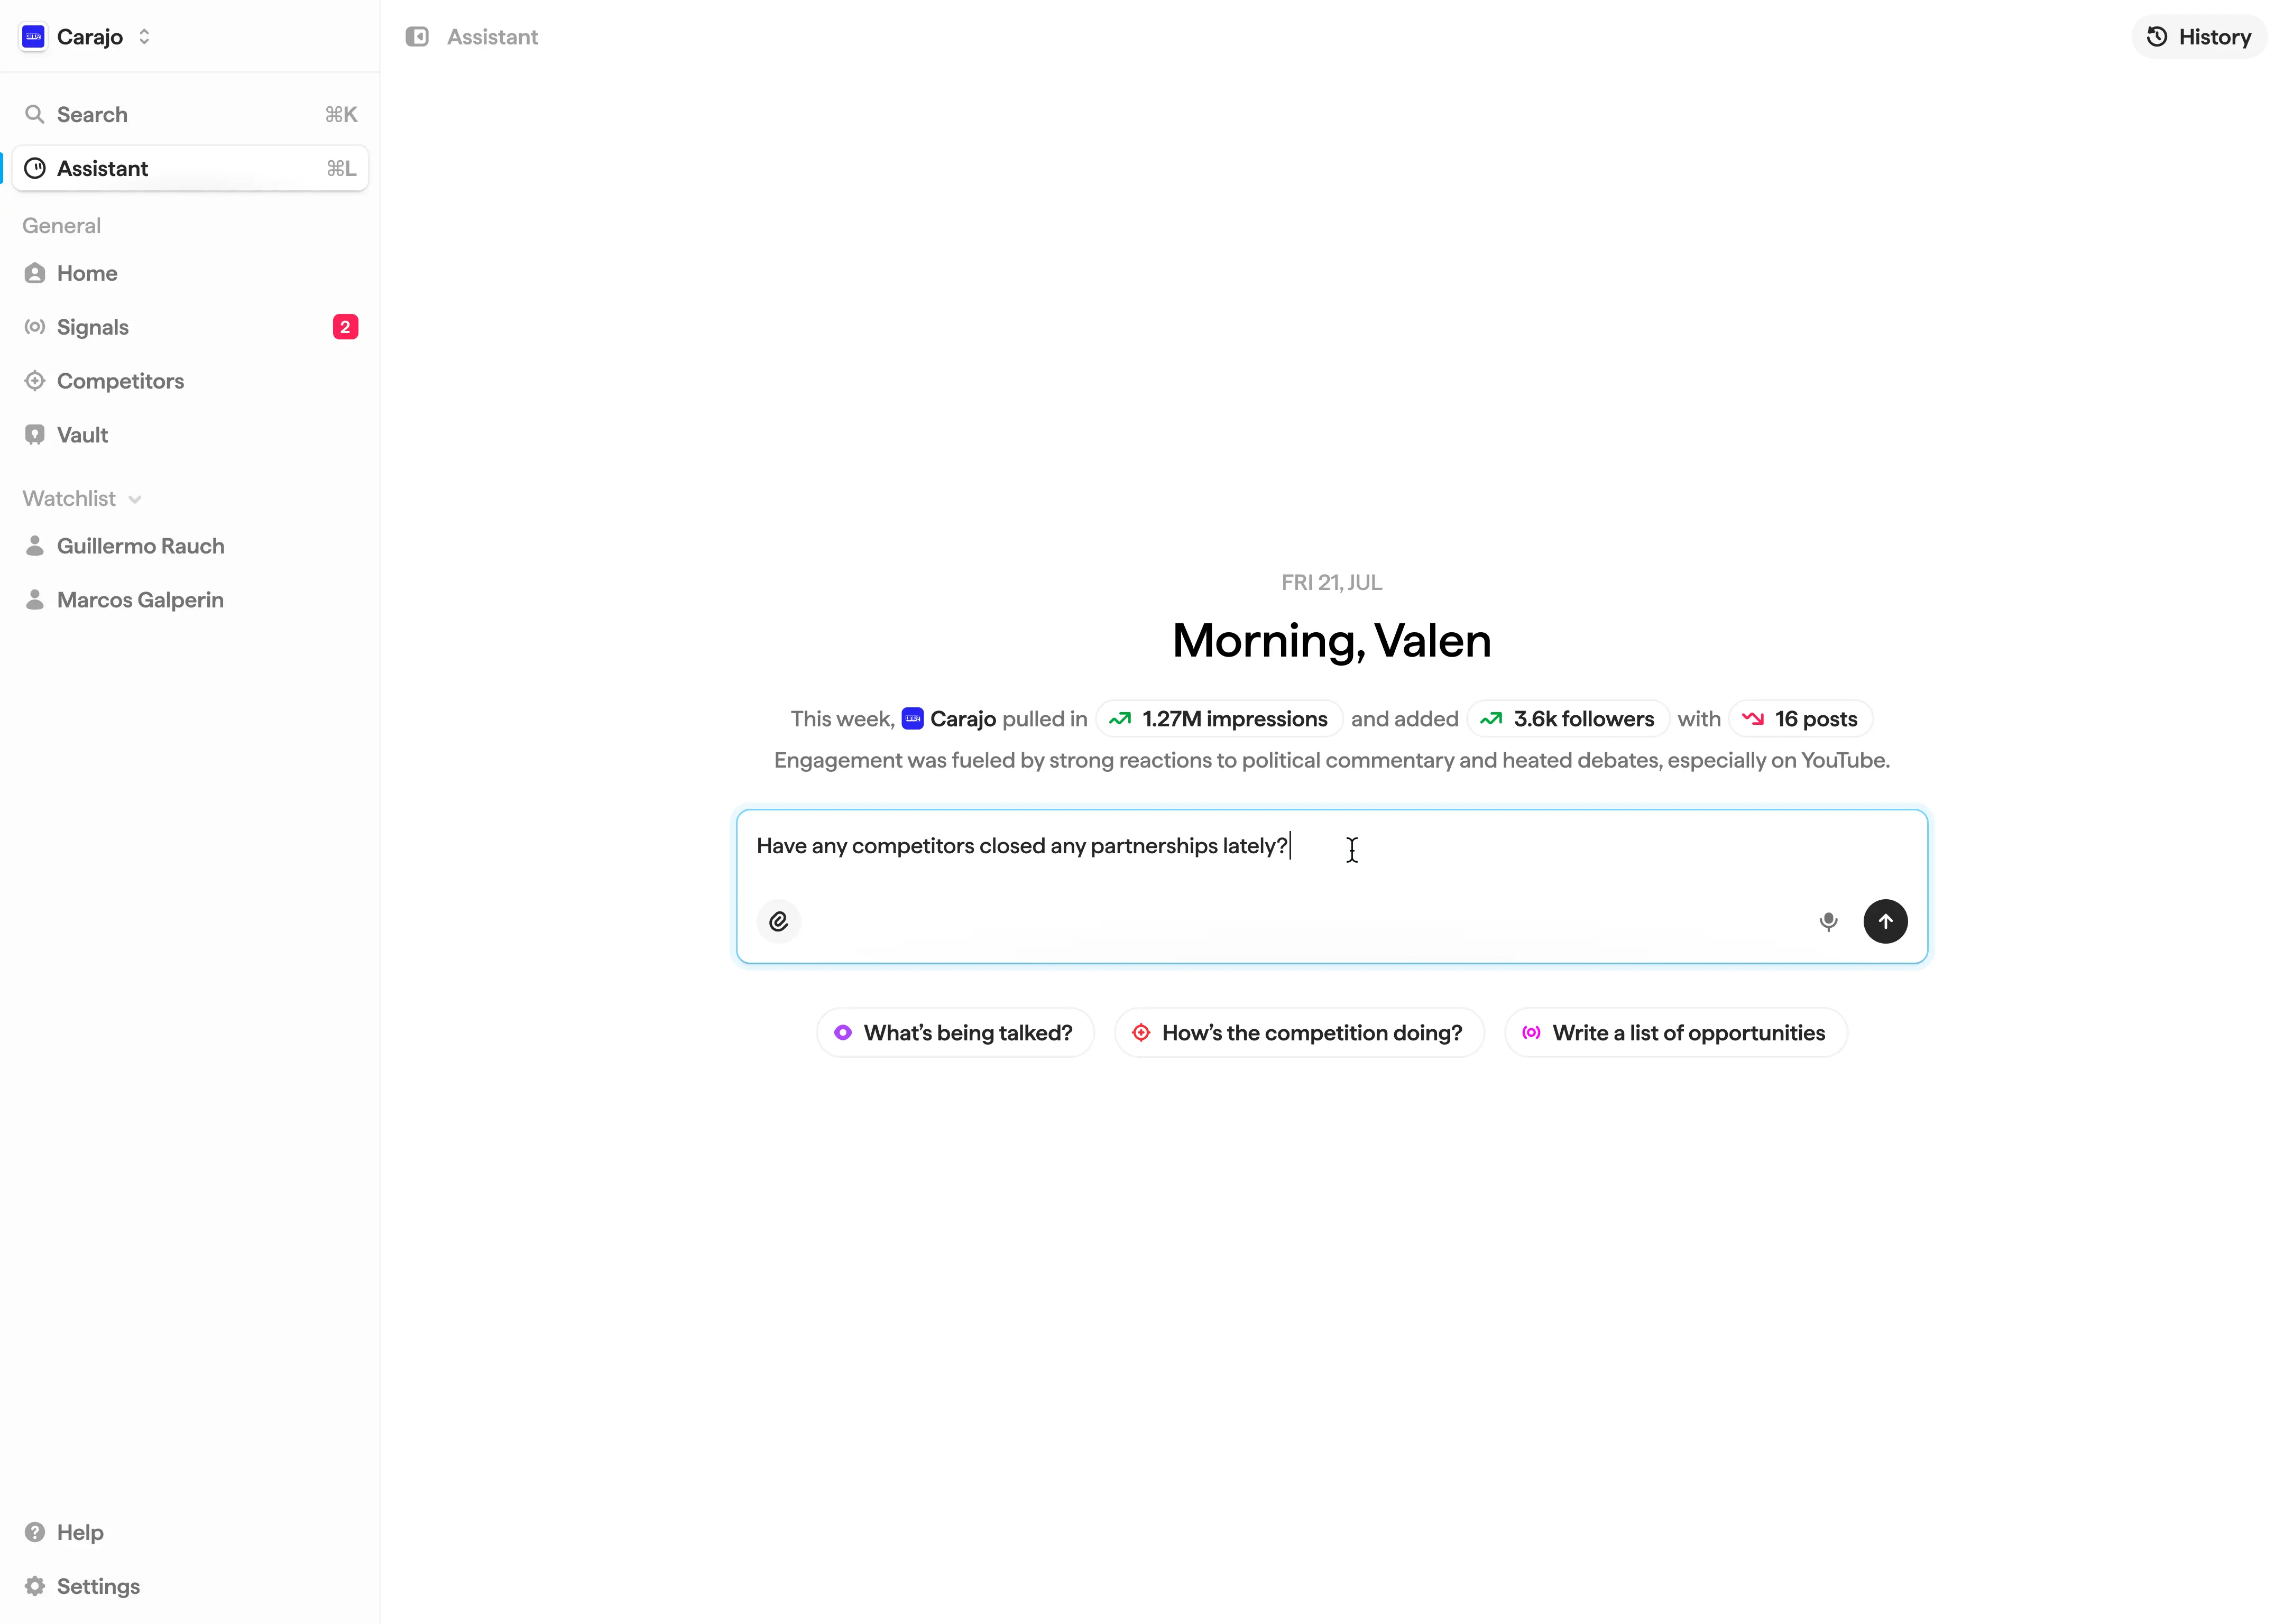 Carajo
Search ⌘K
Assistant ⌘L
General
Home
Signals 2
Competitors
Vault
Watchlist
Guillermo Rauch
Marcos Galperin
Help
Settings
Assistant
History
FRI 21, JUL
Morning, Valen
This week, Carajo pulled in 1.27M impressions and added 3.6k followers with 16 posts
Engagement was fueled by strong reactions to political commentary and heated debates, especially on YouTube.
Have any competitors closed any partnerships lately?
What’s being talked?
How’s the competition doing?
Write a list of opportunities